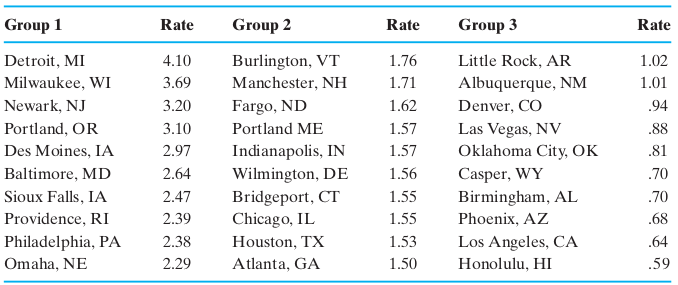 Group 1 Rate Group 2 Rate Group 3 Rate
Detroit, MI 4.10 Burlington, VT 1.76 Little Rock, AR 1.02
Milwaukee, WI 3.69 Manchester, NH 1.71 Albuquerque, NM 1.01
Newark, NJ 3.20 Fargo, ND 1.62 Denver, CO .94
Portland, OR 3.10 Portland ME 1.57 Las Vegas, NV .88
Des Moines, IA 2.97 Indianapolis, IN 1.57 Oklahoma City, OK .81
Baltimore, MD 2.64 Wilmington, DE 1.56 Casper, WY .70
Sioux Falls, IA 2.47 Bridgeport, CT 1.55 Birmingham, AL .70
Providence, RI 2.39 Chicago, IL 1.55 Phoenix, AZ .68
Philadelphia, PA 2.38 Houston, TX 1.53 Los Angeles, CA .64
Omaha, NE 2.29 Atlanta, GA 1.50 Honolulu, HI .59